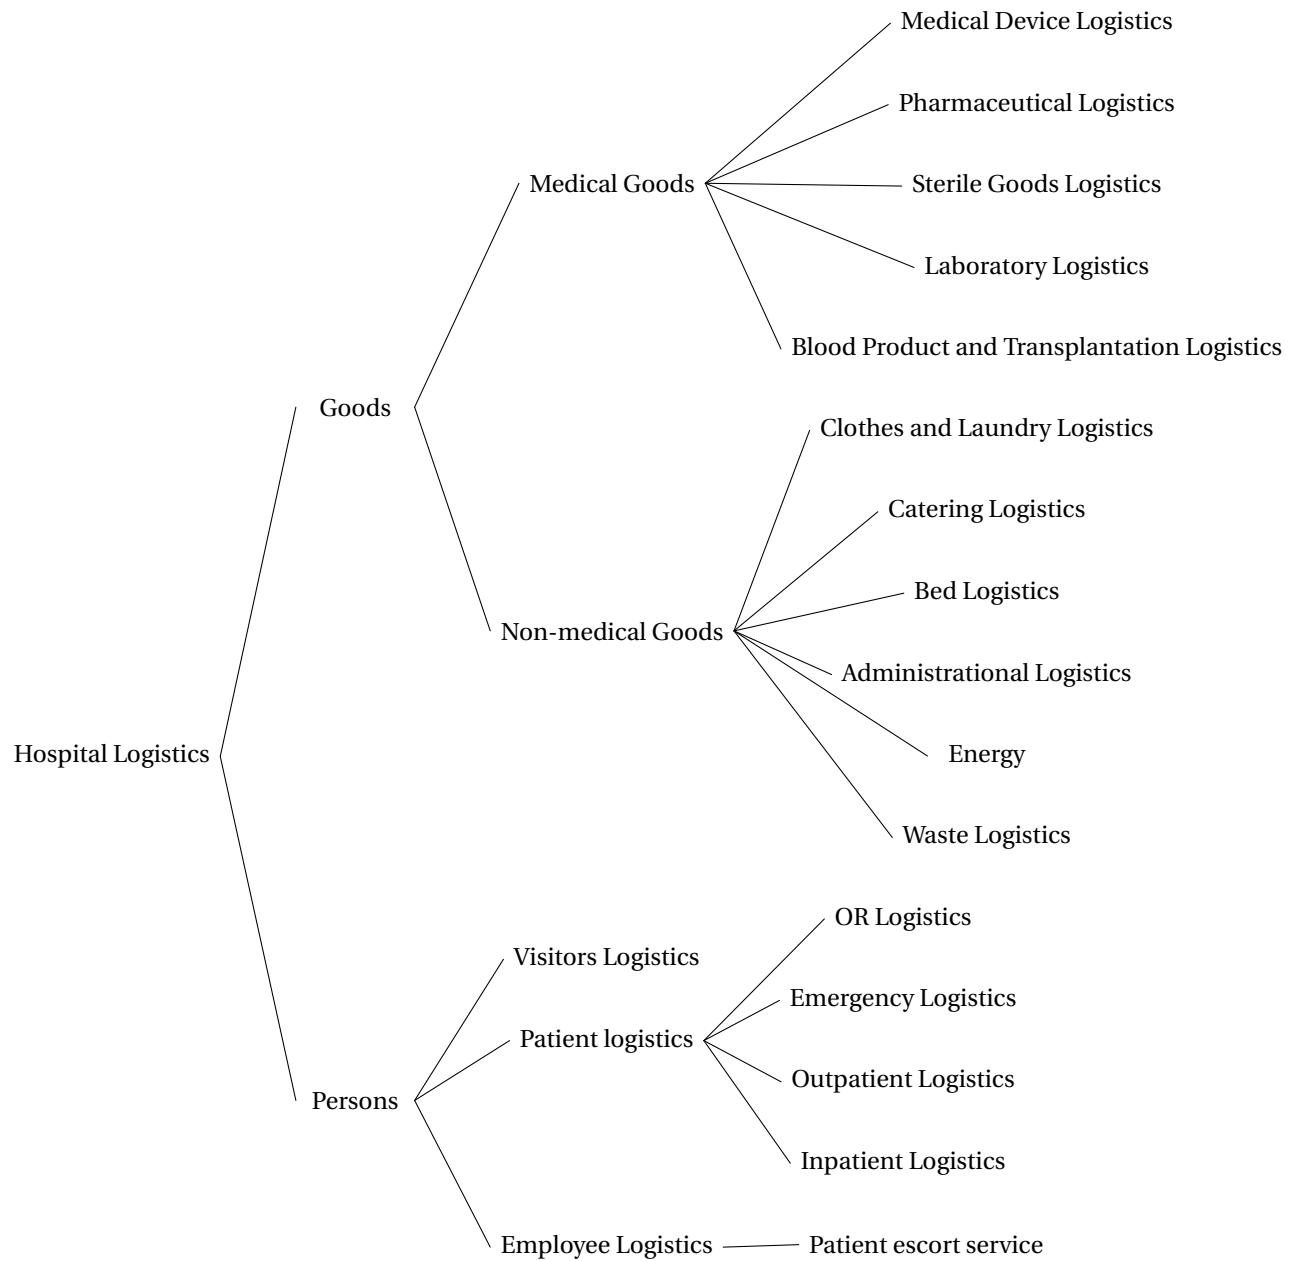 Medical Device Logistics
Pharmaceutical Logistics
Medical Goods
Sterile Goods Logistics
Laboratory Logistics
Blood Product and Transplantation Logistics
Goods
Clothes and Laundry Logistics
Catering Logistics
Bed Logistics
Non-medical Goods
Administrational Logistics
Hospital Logistics
Energy
Waste Logistics
OR Logistics
Visitors Logistics
Emergency Logistics
Patient logistics
Outpatient Logistics
Persons
Inpatient Logistics
Employee Logistics
Patient escort service